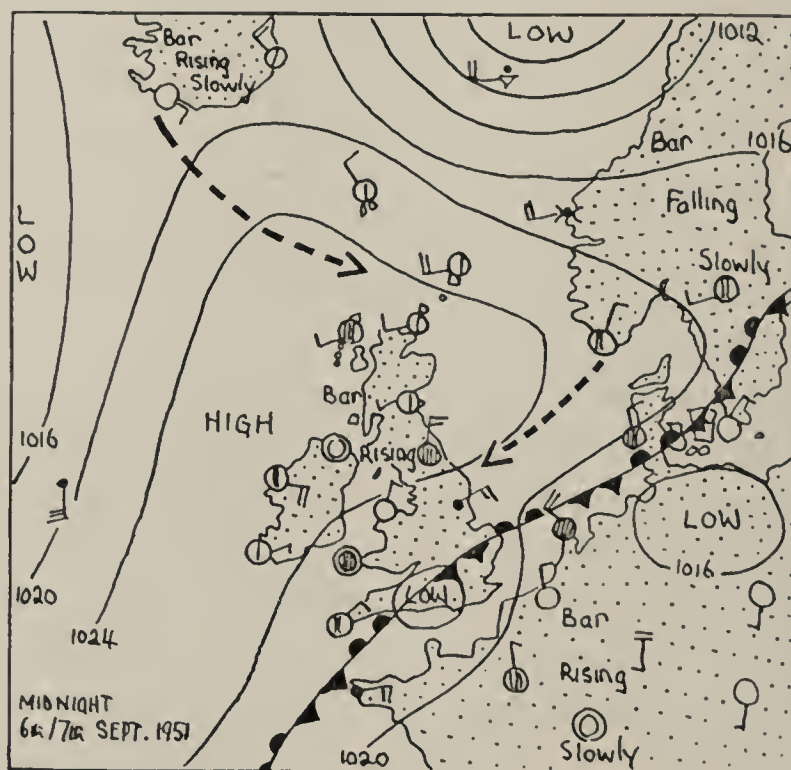 LOW
1012
Bar
Rising
Slowly
Bar
1016
Falling
Slowly
LOW
Bar
HIGH
Rising
1016
LOW
1016
1020
LOW
1024
Bar
Rising
Slowly
MIDNIGHT
6th/7th SEPT. 1951
1020